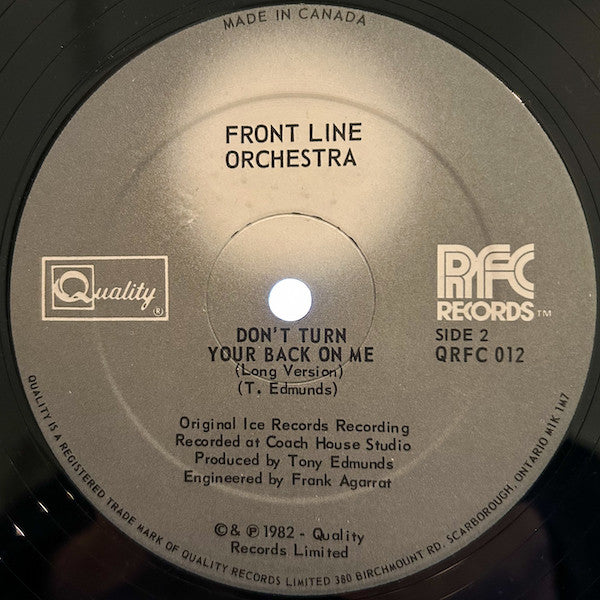 MADE IN CANADA
FRONT LINE
ORCHESTRA
Quality ®
RFC
RECORDS™
SIDE 2
QRFC 012
DON'T TURN
YOUR BACK ON ME
(Long Version)
(T. Edmunds)
Original Ice Records Recording
Recorded at Coach House Studio
Produced by Tony Edmunds
Engineered by Frank Agarrat
©& ℗ 1982 - Quality
Records Limited
QUALITY IS A REGISTERED TRADE MARK OF QUALITY RECORDS LIMITED 380 BIRCHMOUNT RD. SCARBOROUGH, ONTARIO M1K 1M7